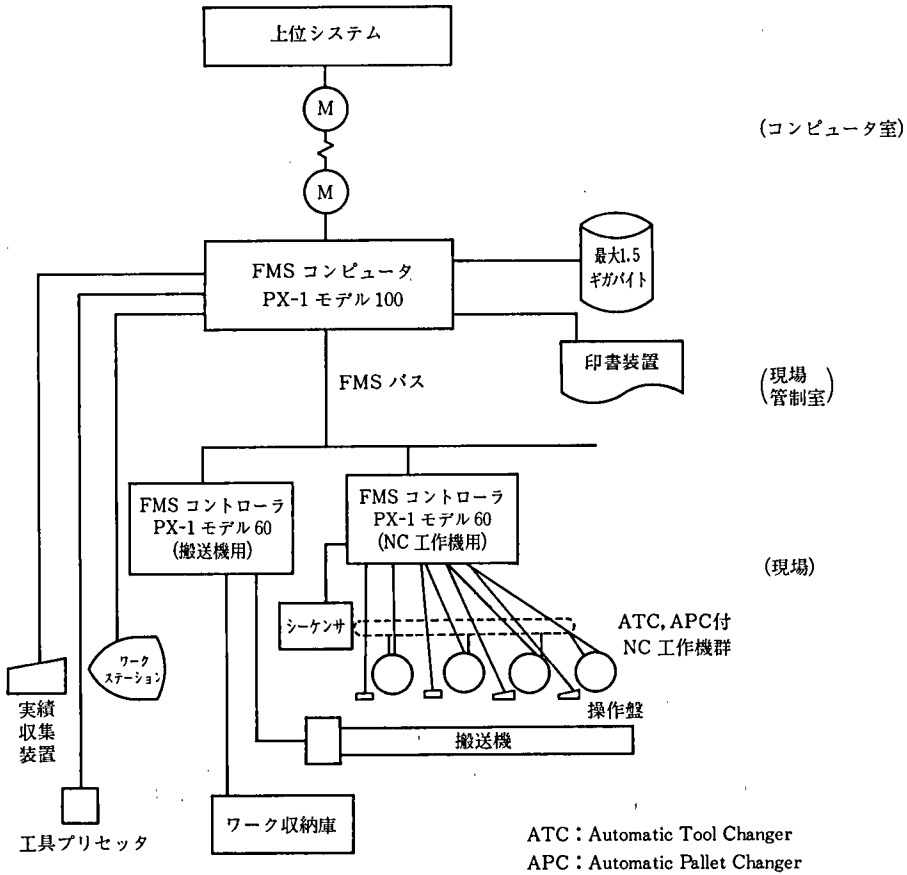 上位システム
M
(コンピュータ室)
M
FMS コンピュータ
PX-1 モデル 100
最大1.5
ギガバイト
印書装置
(現場
管制室)
FMS バス
FMS コントローラ
PX-1 モデル 60
(搬送機用)
FMS コントローラ
PX-1 モデル 60
(NC 工作機用)
(現場)
シーケンサ
ATC, APC付
NC 工作機群
ワーク
ステーション
操作盤
実績
収集
装置
搬送機
工具プリセッタ
ワーク収納庫
ATC：Automatic Tool Changer
APC：Automatic Pallet Changer